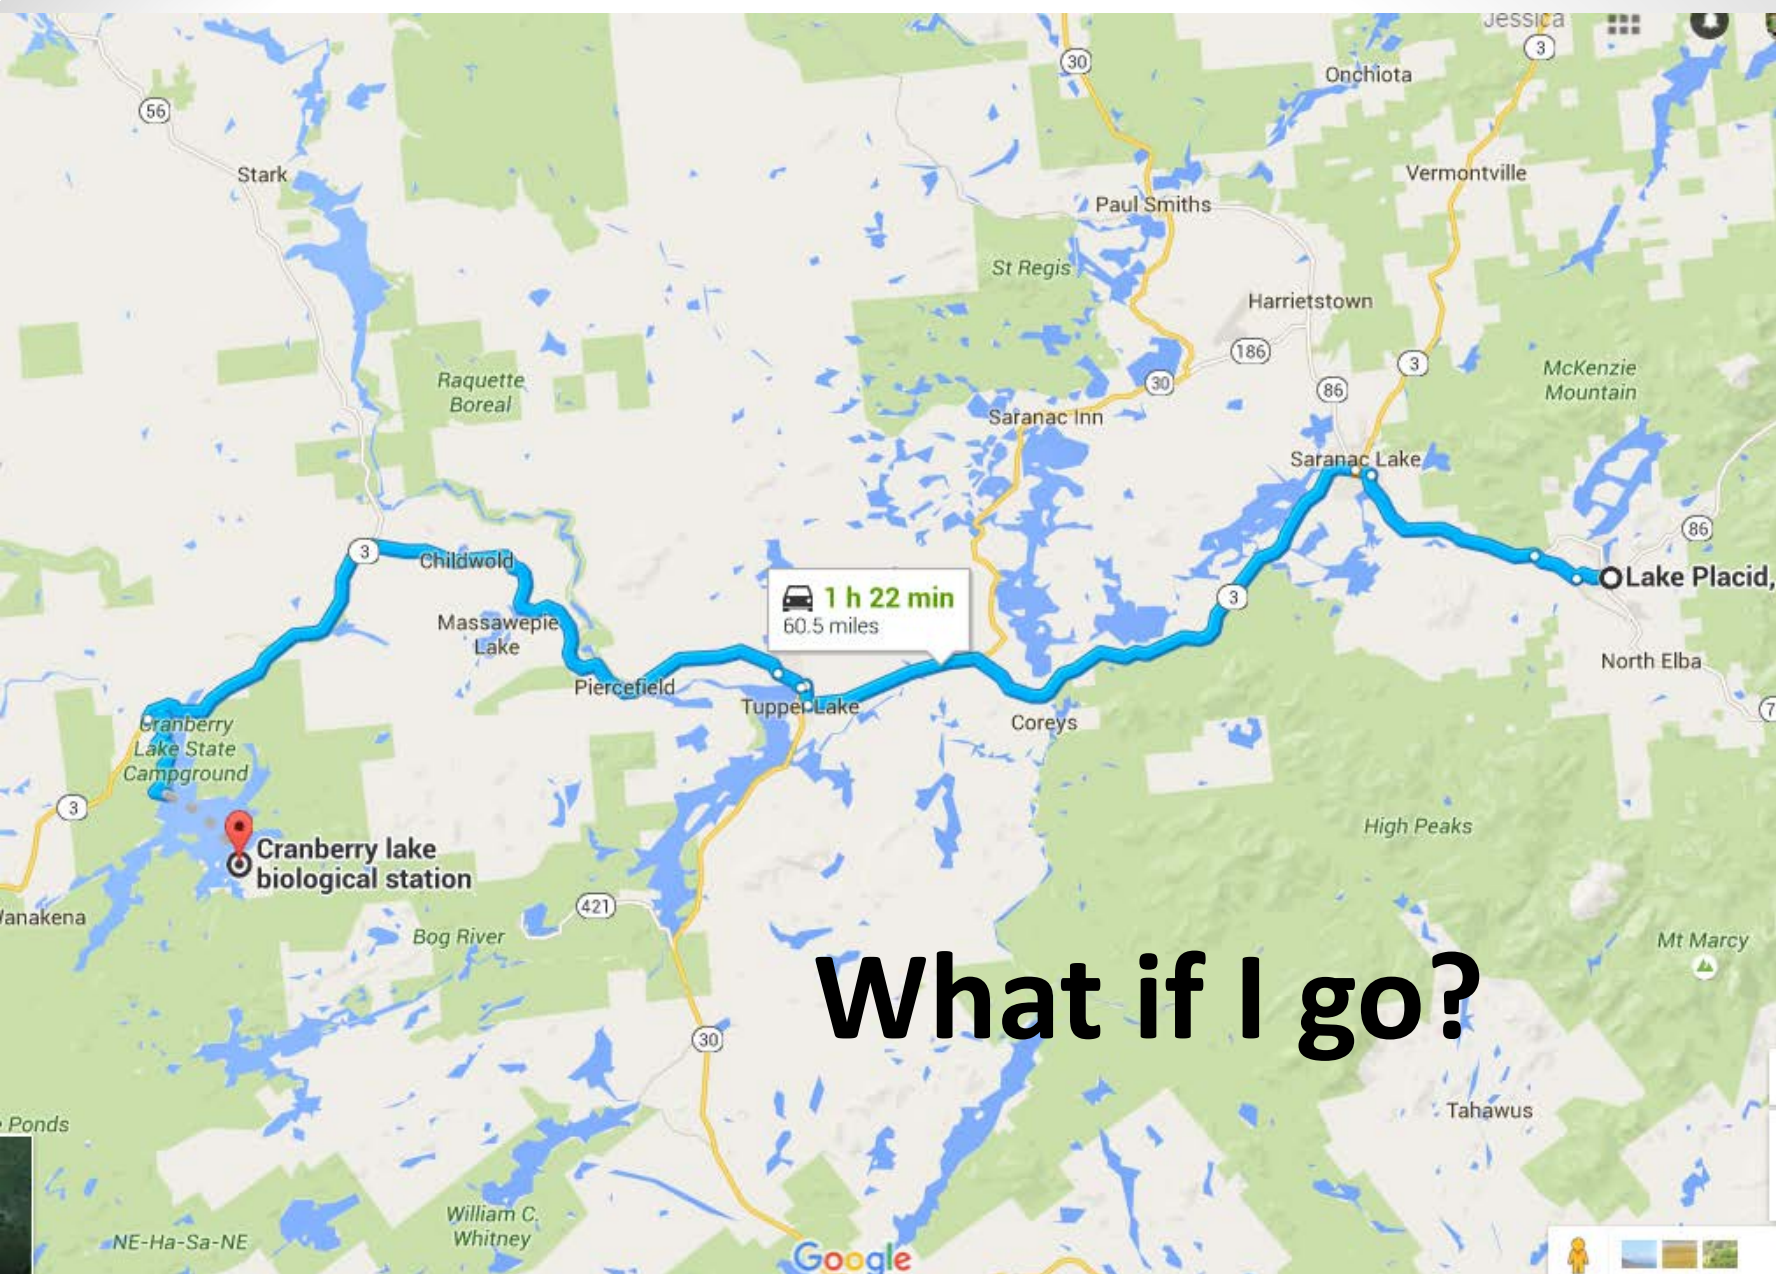 Jessica
3
30
Onchiota
56
Stark
Vermontville
Paul Smiths
St Regis
Harrietstown
186
3
Raquette
Boreal
30
86
McKenzie
Mountain
Saranac Inn
Saranac Lake
86
3
Childwold
1 h 22 min
60.5 miles
Lake Placid,
3
Massawepie
Lake
North Elba
Piercefield
Tupper Lake
Coreys
7
Cranberry
Lake State
Campground
3
High Peaks
Cranberry lake
biological station
421
Bog River
Mt Marcy
What if I go?
30
Tahawus
Ponds
William C.
Whitney
NE-Ha-Sa-NE
Google